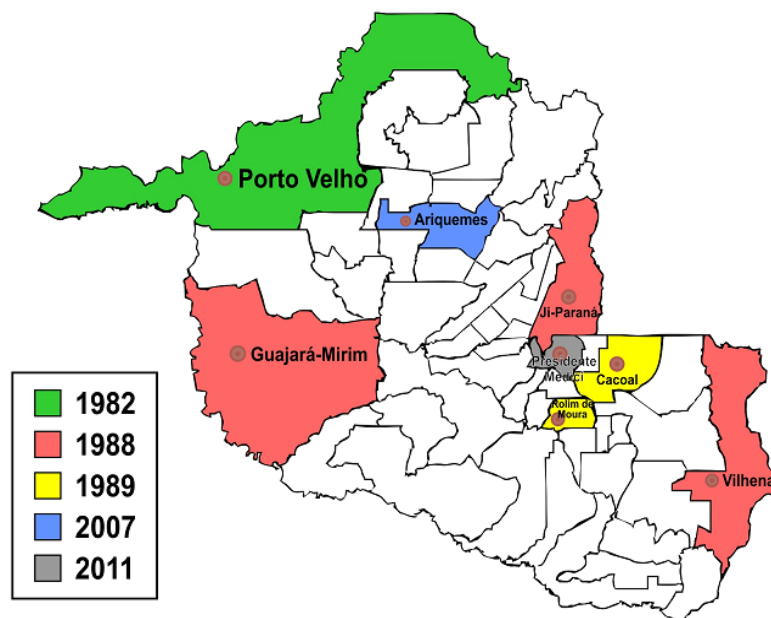 Porto Velho
Ariquemes
Ji-Paraná
Guajará-Mirim
Presidente
Médici
Cacoal
Rolim de
Moura
Vilhena
1982
1988
1989
2007
2011